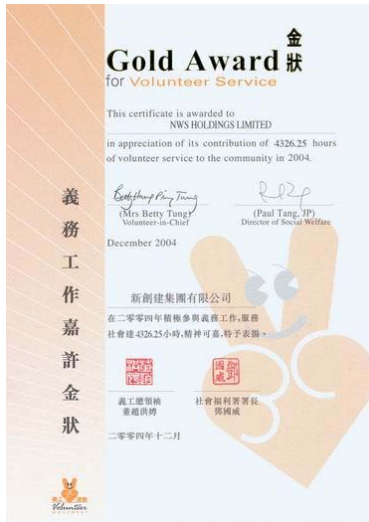 Gold Award 金狀
for Volunteer Service
This certificate is awarded to
NWS HOLDINGS LIMITED
in appreciation of its contribution of 4326.25 hours
of volunteer service to the community in 2004.
(Mrs Betty Tung)
Volunteer-in-Chief
(Paul Tang, JP)
Director of Social Welfare
December 2004
義務工作嘉許金狀
新創建集團有限公司
在二零零四年積極參與義務工作,服務
社會達4326.25小時,精神可嘉,特予表揚。
義工總領袖
董趙洪娉
社會福利署署長
鄧國威
二零零四年十二月
Volunteer
MOVEMENT